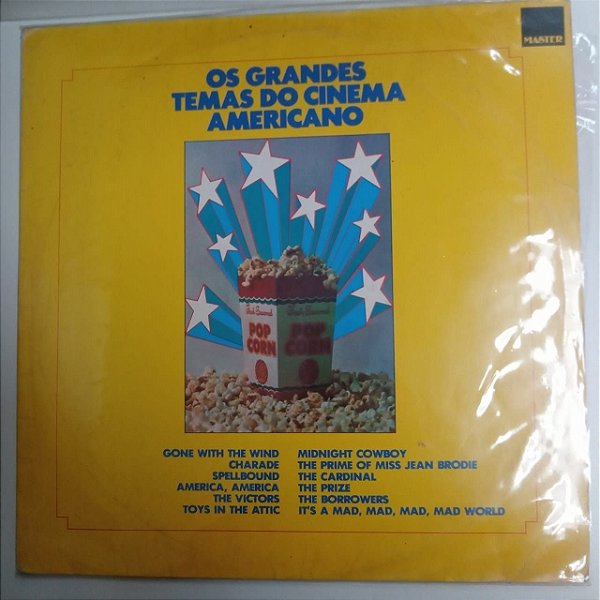 MASTER
OS GRANDES
TEMAS DO CINEMA
AMERICANO
POP
CORN
POP
CORN
GONE WITH THE WIND
CHARADE
SPELLBOUND
AMERICA, AMERICA
THE VICTORS
TOYS IN THE ATTIC
MIDNIGHT COWBOY
THE PRIME OF MISS JEAN BRODIE
THE CARDINAL
THE PRIZE
THE BORROWERS
IT'S A MAD, MAD, MAD, MAD WORLD